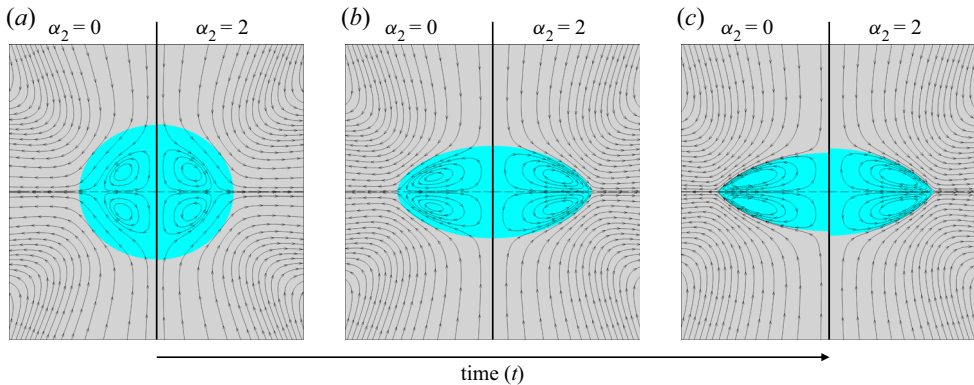 (a) (b) (c)
α₂ = 0 α₂ = 2 α₂ = 0 α₂ = 2 α₂ = 0 α₂ = 2
time (t)